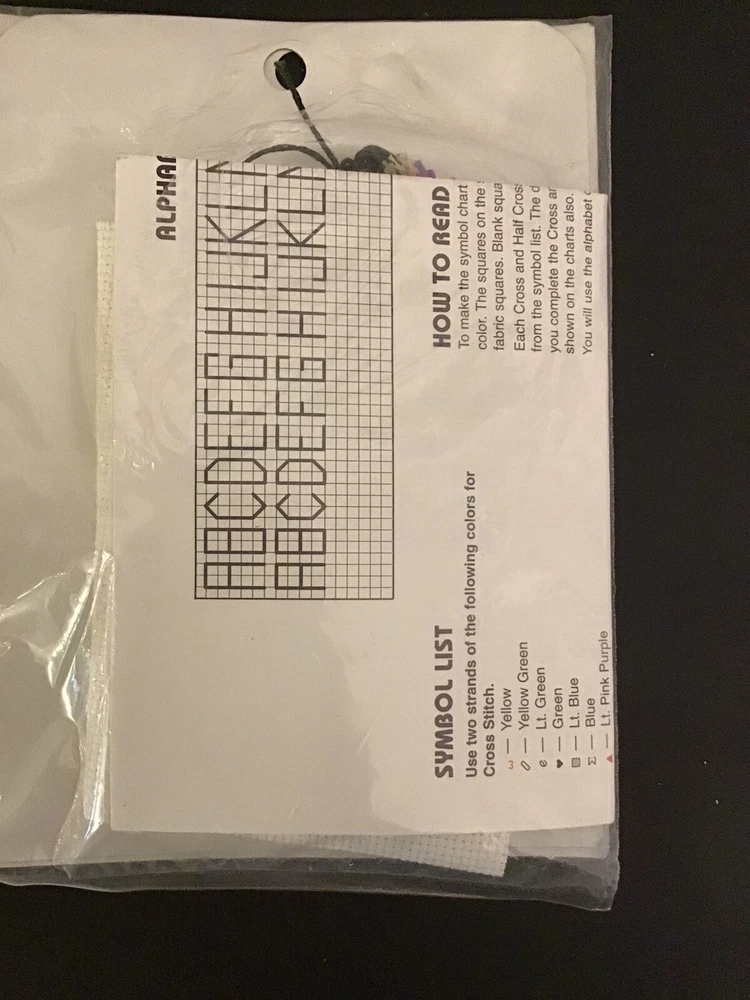 ABCDEFGHIJKL
ABCDEFGHIJKL
SYMBOL LIST
Use two strands of the following colors for
Cross Stitch.
3 — Yellow
— Yellow Green
e — Lt. Green
♥ — Green
▨ — Lt. Blue
Σ — Blue
▲ — Lt. Pink Purple
HOW TO READ
To make the symbol chart
color. The squares on the
fabric squares. Blank
Each Cross and Half
from the symbol list. The
you complete the Cross
shown on the charts also.
You will use the alphabet